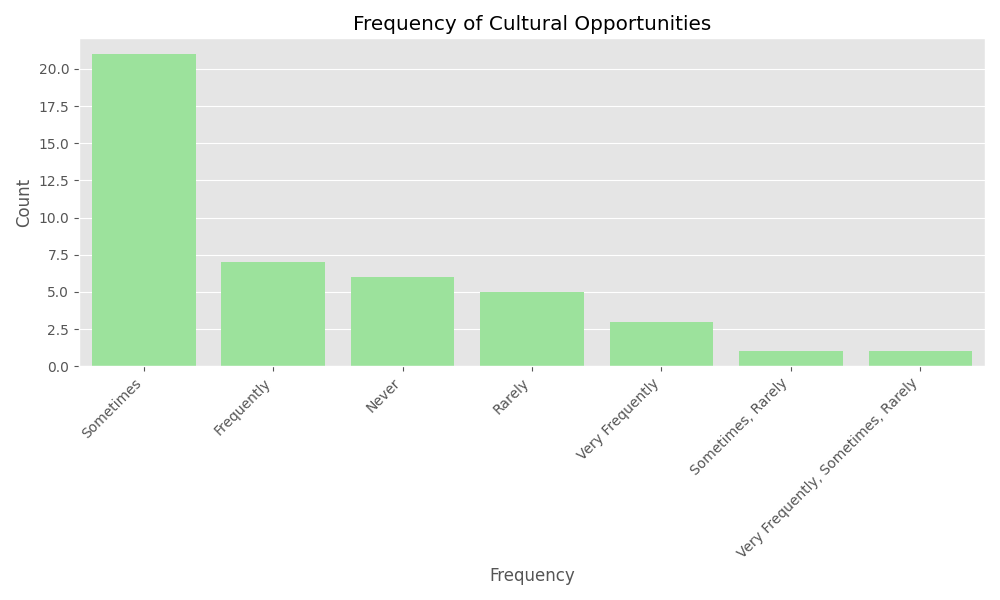 Frequency of Cultural Opportunities
Count
20.0
17.5
15.0
12.5
10.0
7.5
5.0
2.5
0.0
Sometimes
Frequently
Never
Rarely
Very Frequently
Sometimes, Rarely
Very Frequently, Sometimes, Rarely
Frequency